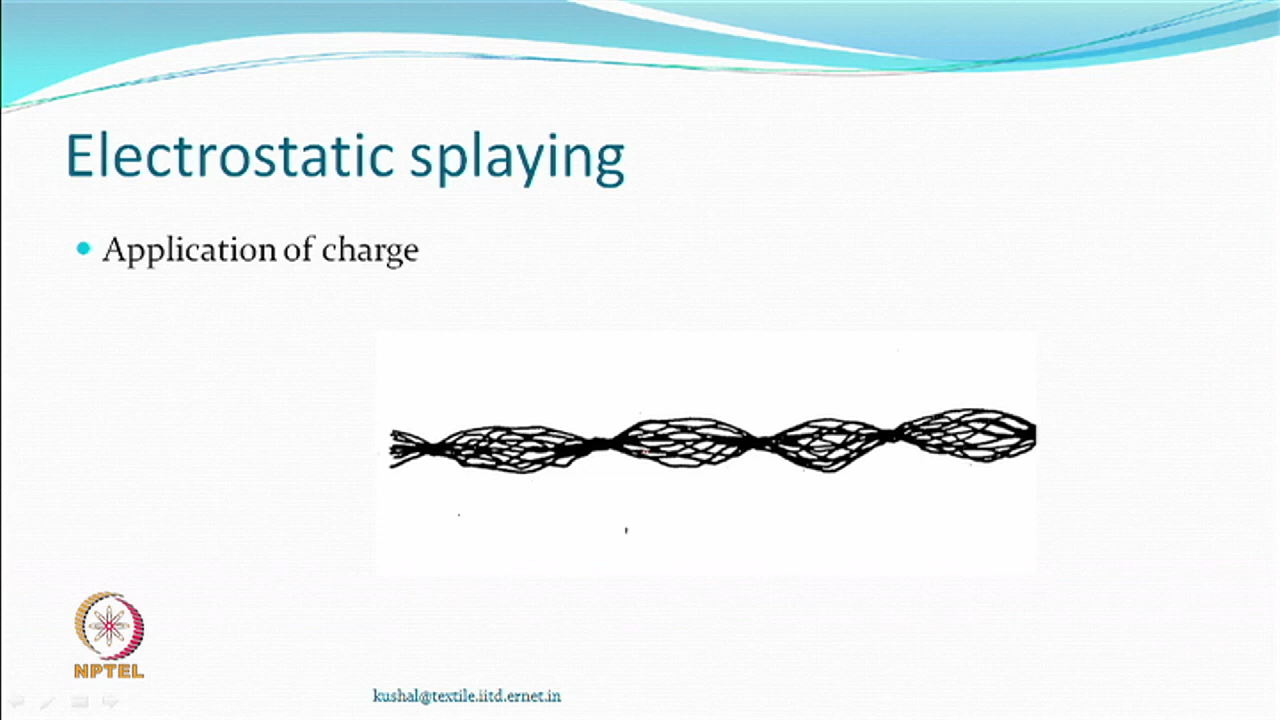 Electrostatic splaying
Application of charge
NPTEL
kushal@textile.iitd.ernet.in